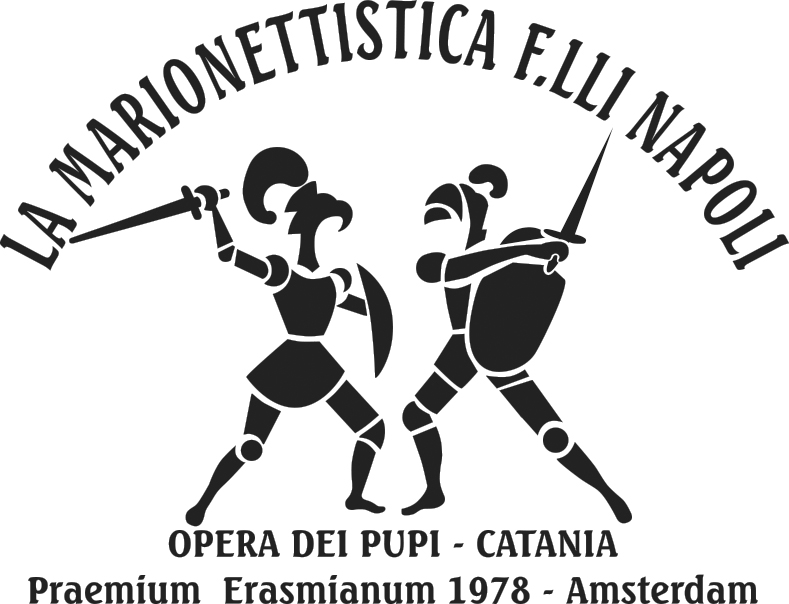 LA MARIONETTISTICA F.LLI NAPOLI
OPERA DEI PUPI - CATANIA
Praemium Erasmianum 1978 - Amsterdam